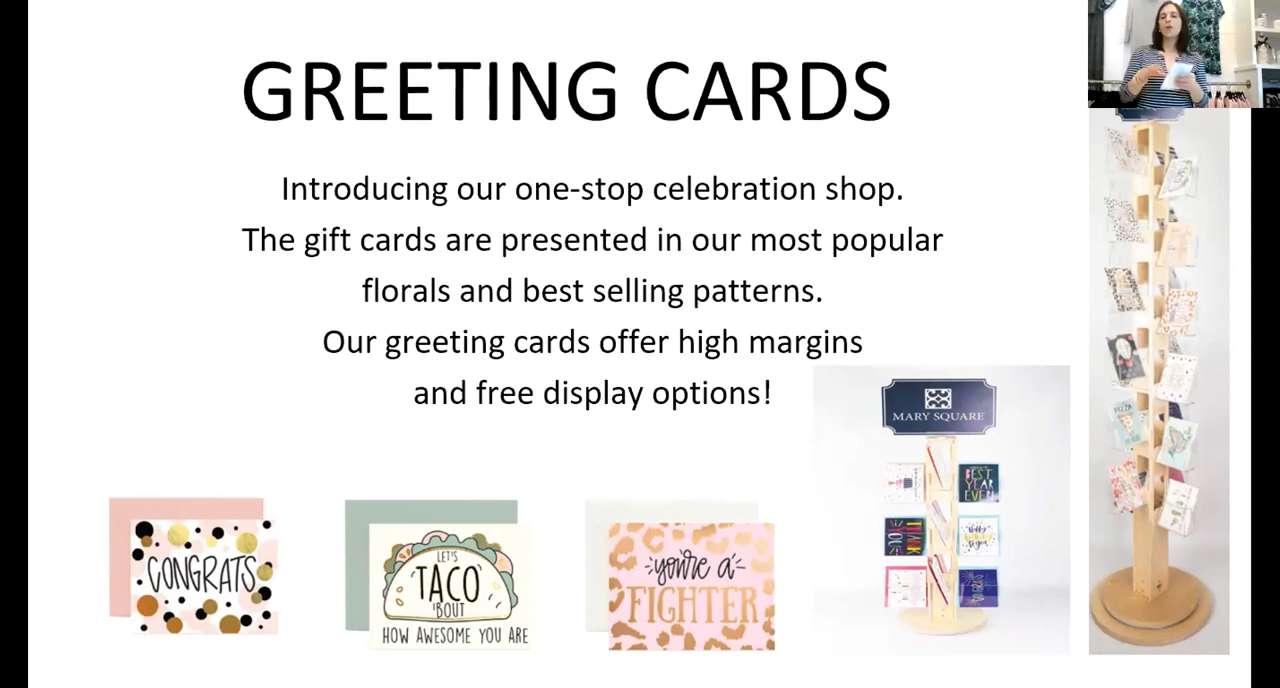 GREETING CARDS
Introducing our one-stop celebration shop.
The gift cards are presented in our most popular
florals and best selling patterns.
Our greeting cards offer high margins
and free display options!
MARY SQUARE
BEST
YEAR
EVER
THANK
YOU
PIZZA
CONGRATS
LET'S
TACO
'BOUT
HOW AWESOME YOU ARE
you're a
FIGHTER